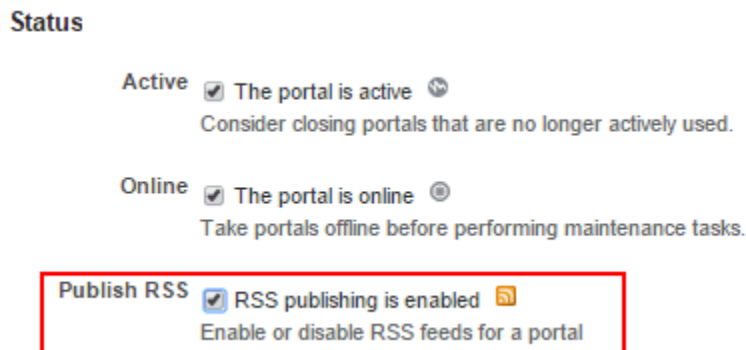 Status
Active The portal is active
Consider closing portals that are no longer actively used.
Online The portal is online
Take portals offline before performing maintenance tasks.
Publish RSS RSS publishing is enabled
Enable or disable RSS feeds for a portal